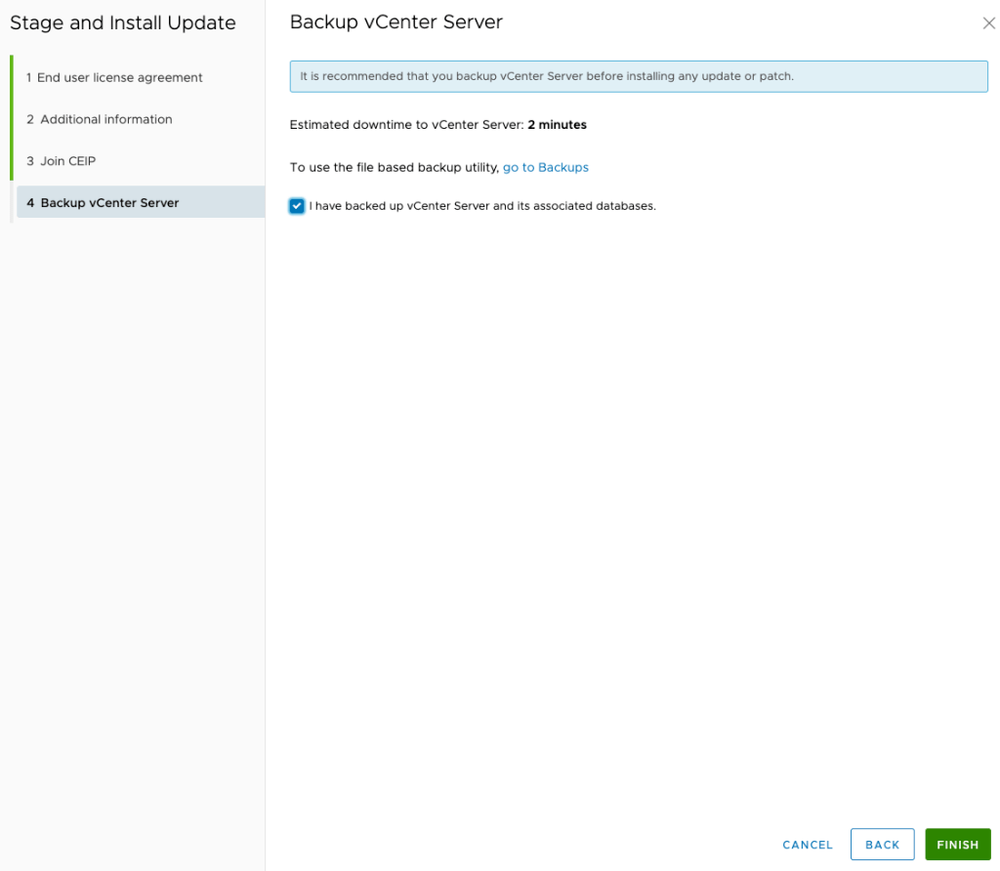 Stage and Install Update
1 End user license agreement
2 Additional information
3 Join CEIP
4 Backup vCenter Server
Backup vCenter Server
It is recommended that you backup vCenter Server before installing any update or patch.
Estimated downtime to vCenter Server: 2 minutes
To use the file based backup utility, go to Backups
I have backed up vCenter Server and its associated databases.
CANCEL BACK FINISH